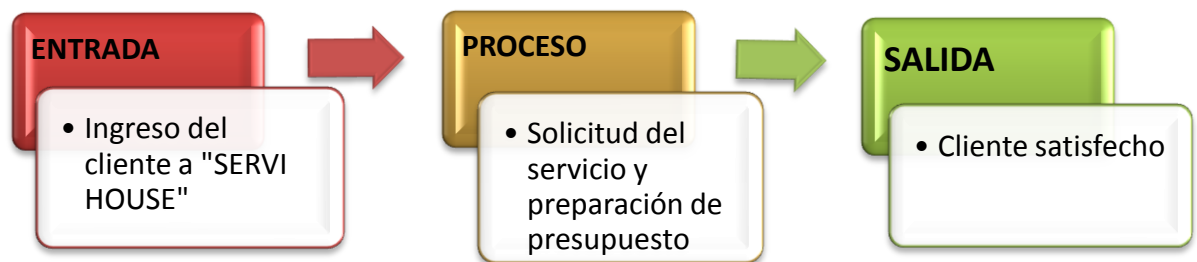 ENTRADA
• Ingreso del
cliente a "SERVI
HOUSE"
PROCESO
• Solicitud del
servicio y
preparación de
presupuesto
SALIDA
• Cliente satisfecho